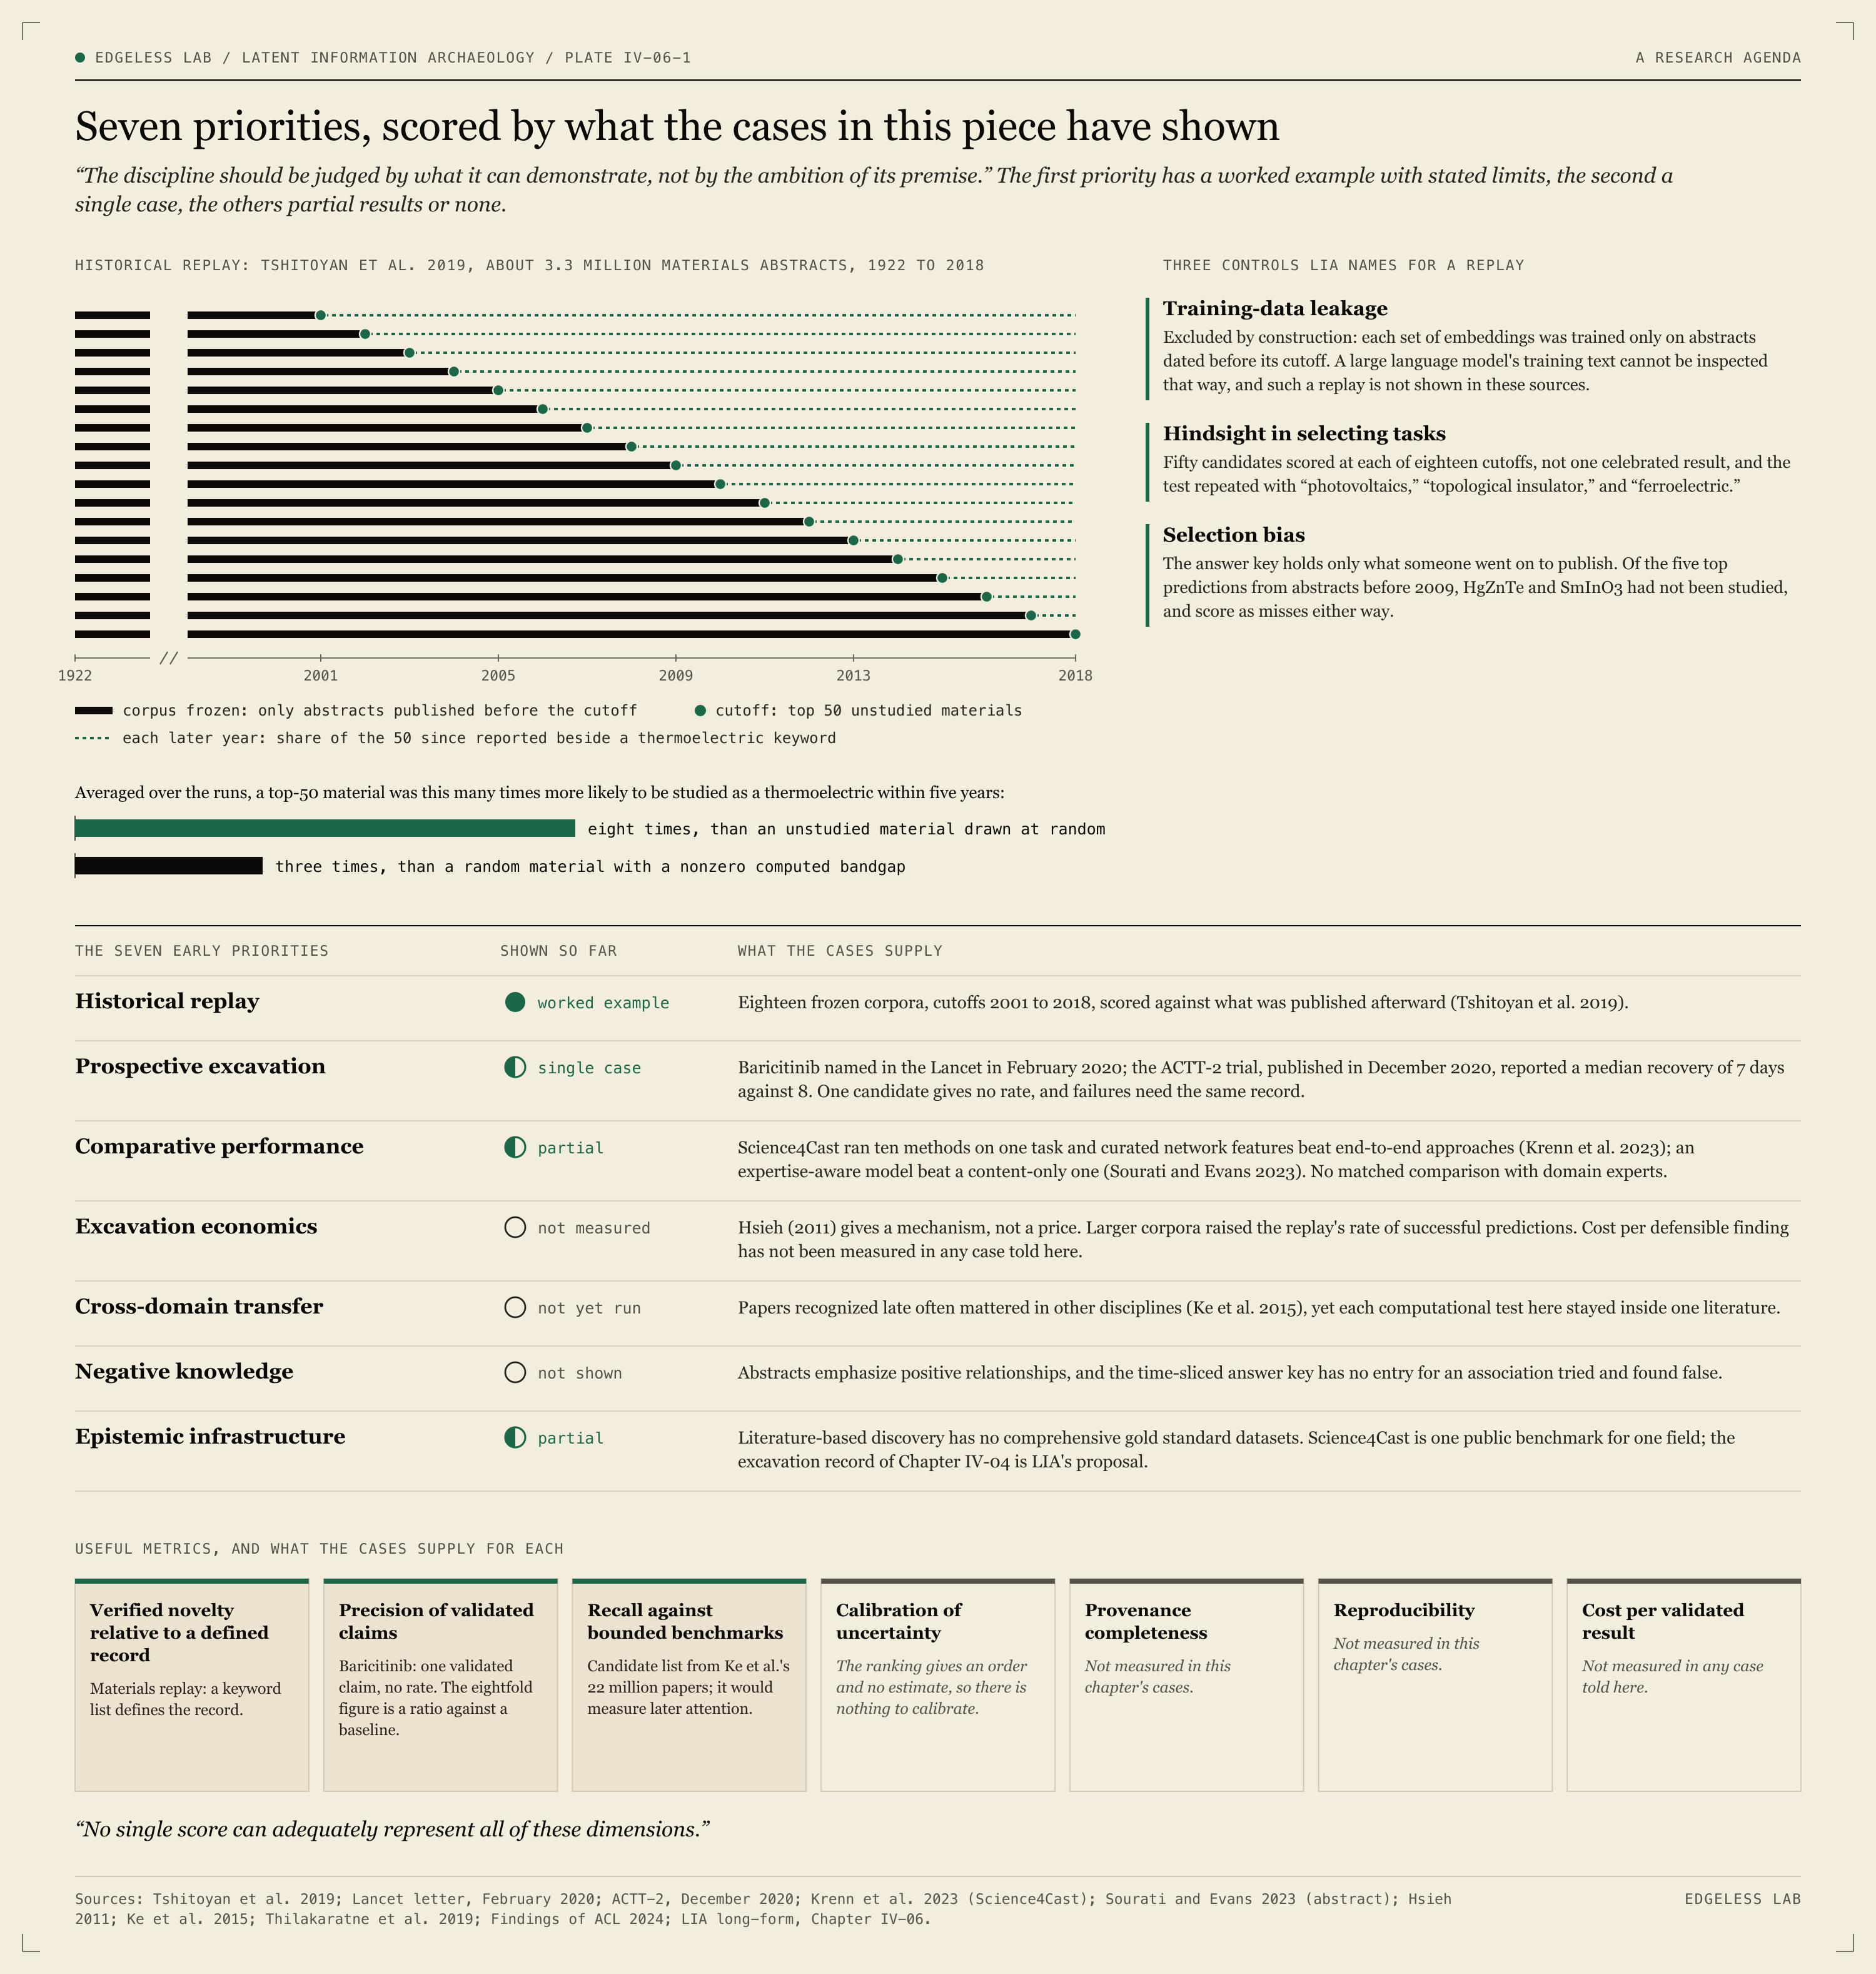 EDGELESS LAB / LATENT INFORMATION ARCHAEOLOGY / PLATE IV–06–1
A RESEARCH AGENDA
Seven priorities, scored by what the cases in this piece have shown
“The discipline should be judged by what it can demonstrate, not by the ambition of its premise.” The first priority has a worked example with stated limits, the second a
single case, the others partial results or none.
HISTORICAL REPLAY: TSHITOYAN ET AL. 2019, ABOUT 3.3 MILLION MATERIALS ABSTRACTS, 1922 TO 2018
1922 // 2001 2005 2009 2013 2018
corpus frozen: only abstracts published before the cutoff
cutoff: top 50 unstudied materials
each later year: share of the 50 since reported beside a thermoelectric keyword
THREE CONTROLS LIA NAMES FOR A REPLAY
Training-data leakage
Excluded by construction: each set of embeddings was trained only on abstracts
dated before its cutoff. A large language model's training text cannot be inspected
that way, and such a replay is not shown in these sources.
Hindsight in selecting tasks
Fifty candidates scored at each of eighteen cutoffs, not one celebrated result, and the
test repeated with “photovoltaics,” “topological insulator,” and “ferroelectric.”
Selection bias
The answer key holds only what someone went on to publish. Of the five top
predictions from abstracts before 2009, HgZnTe and SmInO3 had not been studied,
and score as misses either way.
Averaged over the runs, a top-50 material was this many times more likely to be studied as a thermoelectric within five years:
eight times, than an unstudied material drawn at random
three times, than a random material with a nonzero computed bandgap
THE SEVEN EARLY PRIORITIES
SHOWN SO FAR
WHAT THE CASES SUPPLY
Historical replay
worked example
Eighteen frozen corpora, cutoffs 2001 to 2018, scored against what was published afterward (Tshitoyan et al. 2019).
Prospective excavation
single case
Baricitinib named in the Lancet in February 2020; the ACTT-2 trial, published in December 2020, reported a median recovery of 7 days
against 8. One candidate gives no rate, and failures need the same record.
Comparative performance
partial
Science4Cast ran ten methods on one task and curated network features beat end-to-end approaches (Krenn et al. 2023); an
expertise-aware model beat a content-only one (Sourati and Evans 2023). No matched comparison with domain experts.
Excavation economics
not measured
Hsieh (2011) gives a mechanism, not a price. Larger corpora raised the replay's rate of successful predictions. Cost per defensible finding
has not been measured in any case told here.
Cross-domain transfer
not yet run
Papers recognized late often mattered in other disciplines (Ke et al. 2015), yet each computational test here stayed inside one literature.
Negative knowledge
not shown
Abstracts emphasize positive relationships, and the time-sliced answer key has no entry for an association tried and found false.
Epistemic infrastructure
partial
Literature-based discovery has no comprehensive gold standard datasets. Science4Cast is one public benchmark for one field; the
excavation record of Chapter IV-04 is LIA's proposal.
USEFUL METRICS, AND WHAT THE CASES SUPPLY FOR EACH
Verified novelty
relative to a defined
record
Materials replay: a keyword
list defines the record.
Precision of validated
claims
Baricitinib: one validated
claim, no rate. The eightfold
figure is a ratio against a
baseline.
Recall against
bounded benchmarks
Candidate list from Ke et al.'s
22 million papers; it would
measure later attention.
Calibration of
uncertainty
The ranking gives an order
and no estimate, so there is
nothing to calibrate.
Provenance
completeness
Not measured in this
chapter's cases.
Reproducibility
Not measured in this
chapter's cases.
Cost per validated
result
Not measured in any case
told here.
“No single score can adequately represent all of these dimensions.”
Sources: Tshitoyan et al. 2019; Lancet letter, February 2020; ACTT–2, December 2020; Krenn et al. 2023 (Science4Cast); Sourati and Evans 2023 (abstract); Hsieh
2011; Ke et al. 2015; Thilakaratne et al. 2019; Findings of ACL 2024; LIA long–form, Chapter IV–06.
EDGELESS LAB